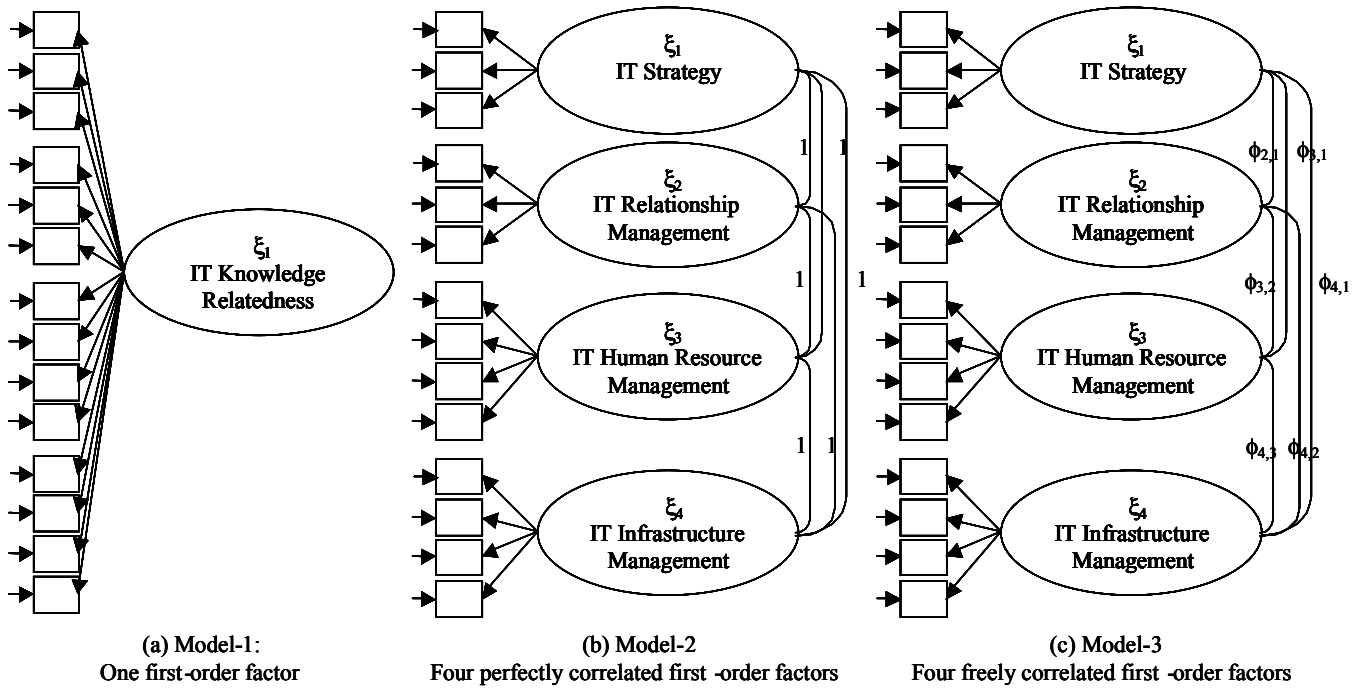 ξ1
IT Knowledge
Relatedness
(a) Model-1:
One first-order factor
ξ1
IT Strategy
1
1
ξ2
IT Relationship
Management
1
1
ξ3
IT Human Resource
Management
1
1
ξ4
IT Infrastructure
Management
(b) Model-2
Four perfectly correlated first -order factors
ξ1
IT Strategy
ϕ2,1
ϕ3,1
ξ2
IT Relationship
Management
ϕ3,2
ϕ4,1
ξ3
IT Human Resource
Management
ϕ4,3
ϕ4,2
ξ4
IT Infrastructure
Management
(c) Model-3
Four freely correlated first -order factors